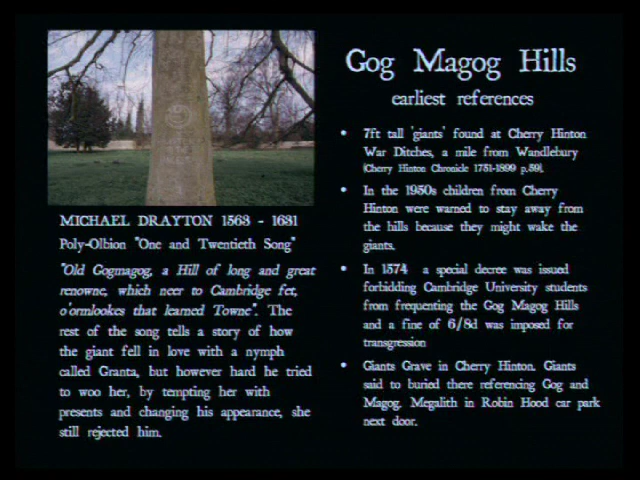 Gog Magog Hills
earliest references
MICHAEL DRAYTON 1563 - 1631
Poly-Olbion "One and Twentieth Song"
"Old Gogmagog, a Hill of long and great
renowne, which neer to Cambridge fet,
o'ormlookes that learned Towne". The
rest of the song tells a story of how
the giant fell in love with a nymph
called Granta, but however hard he tried
to woo her, by tempting her with
presents and changing his appearance, she
still rejected him.
• 7ft tall 'giants' found at Cherry Hinton
War Ditches, a mile from Wandlebury
(Cherry Hinton Chronicle 1751-1899 p.59).
• In the 1950s children from Cherry
Hinton were warned to stay away from
the hills because they might wake the
giants.
• In 1574 a special decree was issued
forbidding Cambridge University students
from frequenting the Gog Magog Hills
and a fine of 6/8d was imposed for
transgression
• Giants Grave in Cherry Hinton. Giants
said to buried there referencing Gog and
Magog. Megalith in Robin Hood car park
next door.